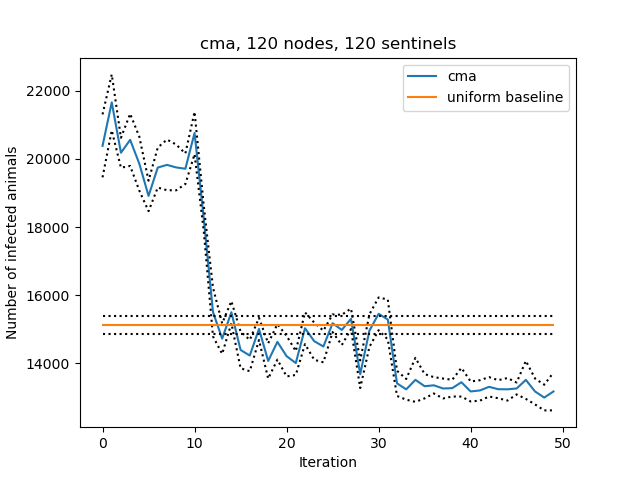 cma, 120 nodes, 120 sentinels
cma
uniform baseline
Number of infected animals
22000
20000
18000
16000
14000
0 10 20 30 40 50
Iteration